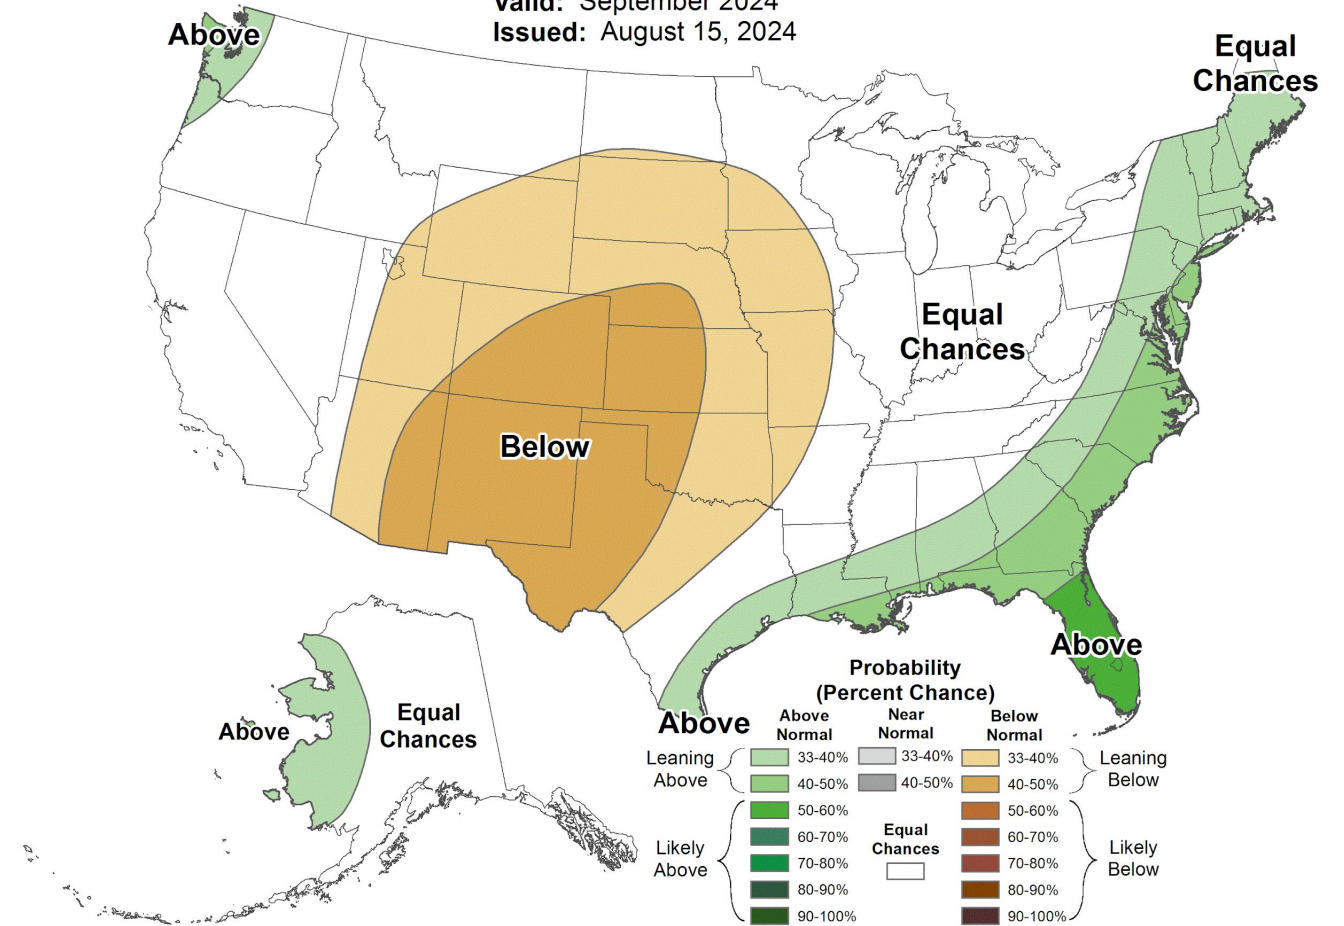 Valid: September 2024
Issued: August 15, 2024
Above
Equal
Chances
Equal
Chances
Below
Above
Above
Above
Equal
Chances
Probability
(Percent Chance)
Above
Normal
Near
Normal
Below
Normal
Leaning
Above
33-40%
40-50%
33-40%
40-50%
33-40%
40-50%
Leaning
Below
Likely
Above
50-60%
60-70%
70-80%
80-90%
90-100%
Equal
Chances
50-60%
60-70%
70-80%
80-90%
90-100%
Likely
Below